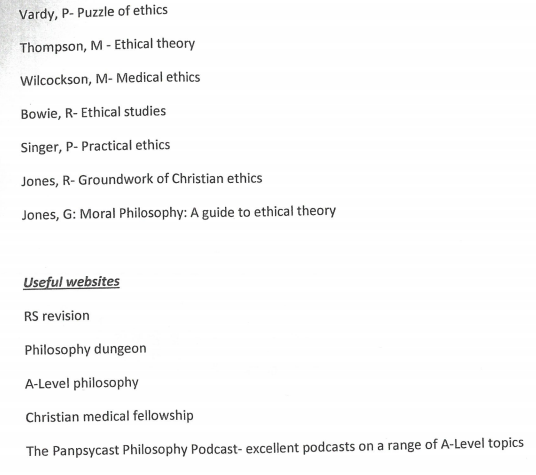 Vardy, P- Puzzle of ethics
Thompson, M - Ethical theory
Wilcockson, M- Medical ethics
Bowie, R- Ethical studies
Singer, P- Practical ethics
Jones, R- Groundwork of Christian ethics
Jones, G: Moral Philosophy: A guide to ethical theory
Useful websites
RS revision
Philosophy dungeon
A-Level philosophy
Christian medical fellowship
The Panpsycast Philosophy Podcast- excellent podcasts on a range of A-Level topics